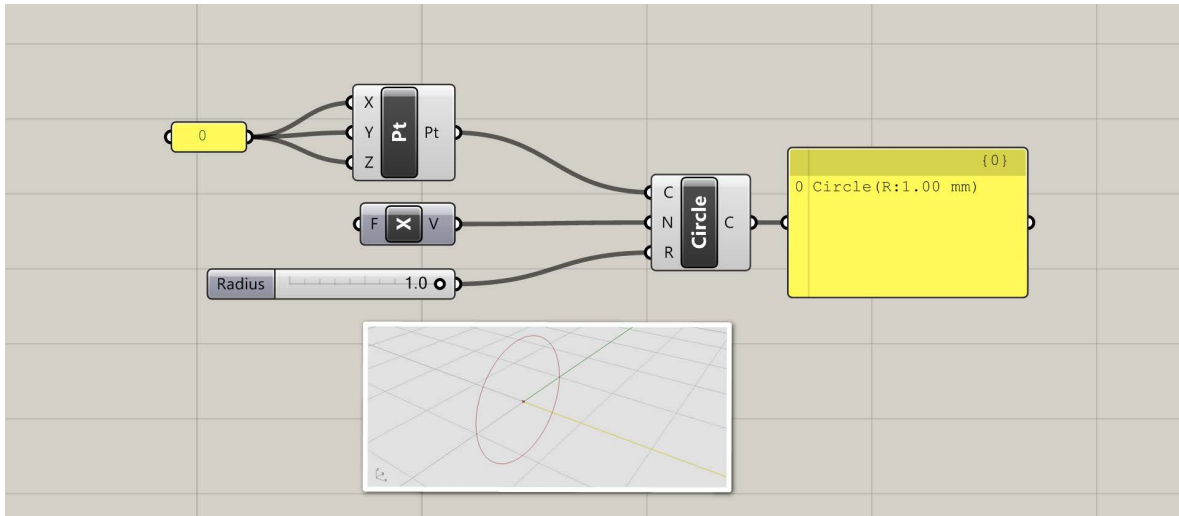 0
X
Y
Z
Pt
Pt
F
X
V
Radius
1.0
C
N
R
Circle
C
{0}
0 Circle(R:1.00 mm)